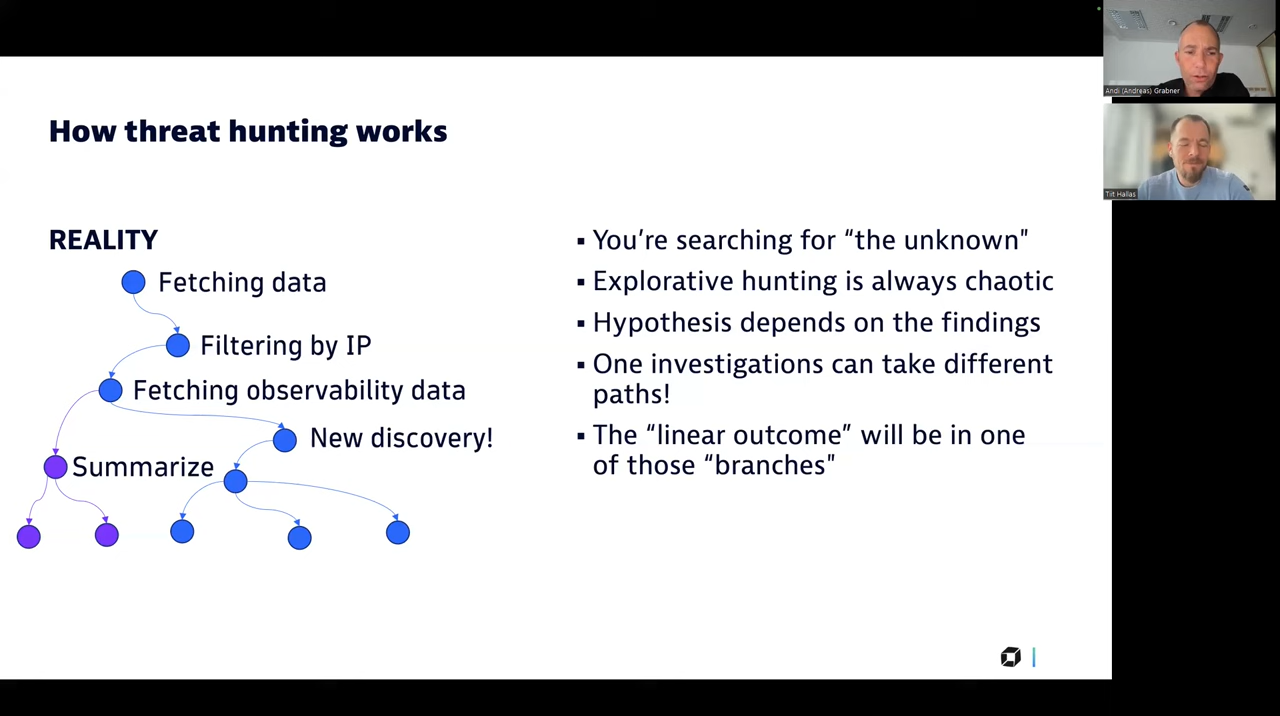 How threat hunting works
REALITY
Fetching data
Filtering by IP
Fetching observability data
New discovery!
Summarize
▪ You’re searching for “the unknown”
▪ Explorative hunting is always chaotic
▪ Hypothesis depends on the findings
▪ One investigations can take different
paths!
▪ The “linear outcome” will be in one
of those “branches”
Andi (Andreas) Grabner
Tiit Hallas